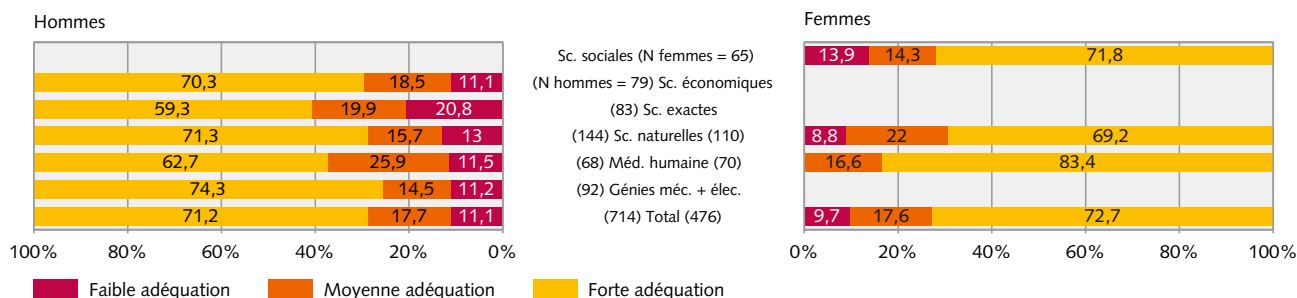 Hommes
Femmes
Sc. sociales (N femmes = 65) 13,9 14,3 71,8
70,3 18,5 11,1 (N hommes = 79) Sc. économiques
59,3 19,9 20,8 (83) Sc. exactes
71,3 15,7 13 (144) Sc. naturelles (110) 8,8 22 69,2
62,7 25,9 11,5 (68) Méd. humaine (70) 16,6 83,4
74,3 14,5 11,2 (92) Génies méc. + élec.
71,2 17,7 11,1 (714) Total (476) 9,7 17,6 72,7
100% 80% 60% 40% 20% 0% 0% 20% 40% 60% 80% 100%
Faible adéquation Moyenne adéquation Forte adéquation